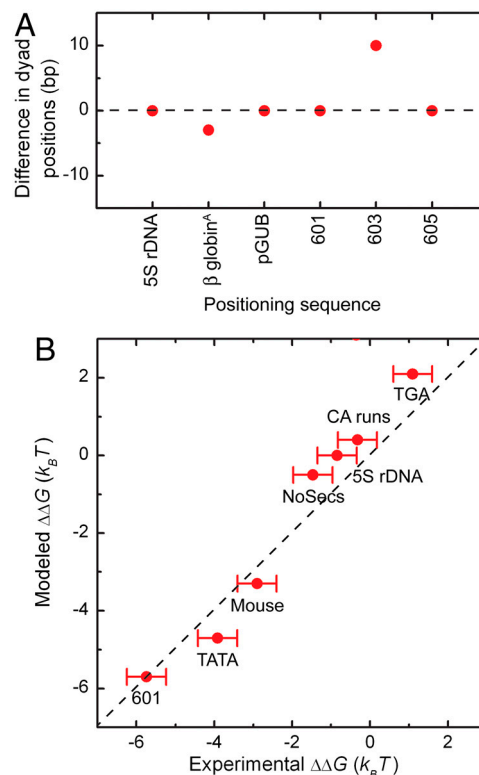 A
Difference in dyad
positions (bp)
10
0
-10
5S rDNA
β globinᴬ
pGUB
601
603
605
Positioning sequence
B
Modeled ΔΔG (k_BT)
2
0
-2
-4
-6
TGA
CA runs
5S rDNA
NoSecs
Mouse
TATA
601
-6
-4
-2
0
2
Experimental ΔΔG (k_BT)